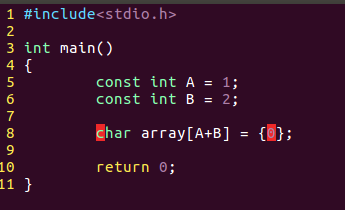 1 #include<stdio.h>
2
3 int main()
4 {
5         const int A = 1;
6         const int B = 2;
7
8         char array[A+B] = {0};
9
10         return 0;
11 }